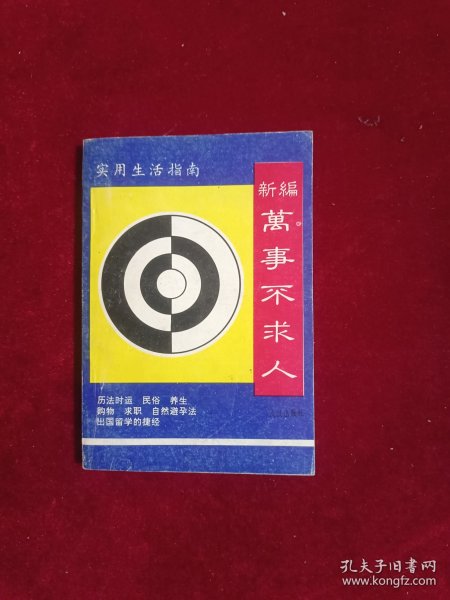 实用生活指南
新编
萬事不求人
历法时运 民俗 养生
购物 求职 自然避孕法
出国留学的捷经
孔夫子旧书网
www.kongfz.com